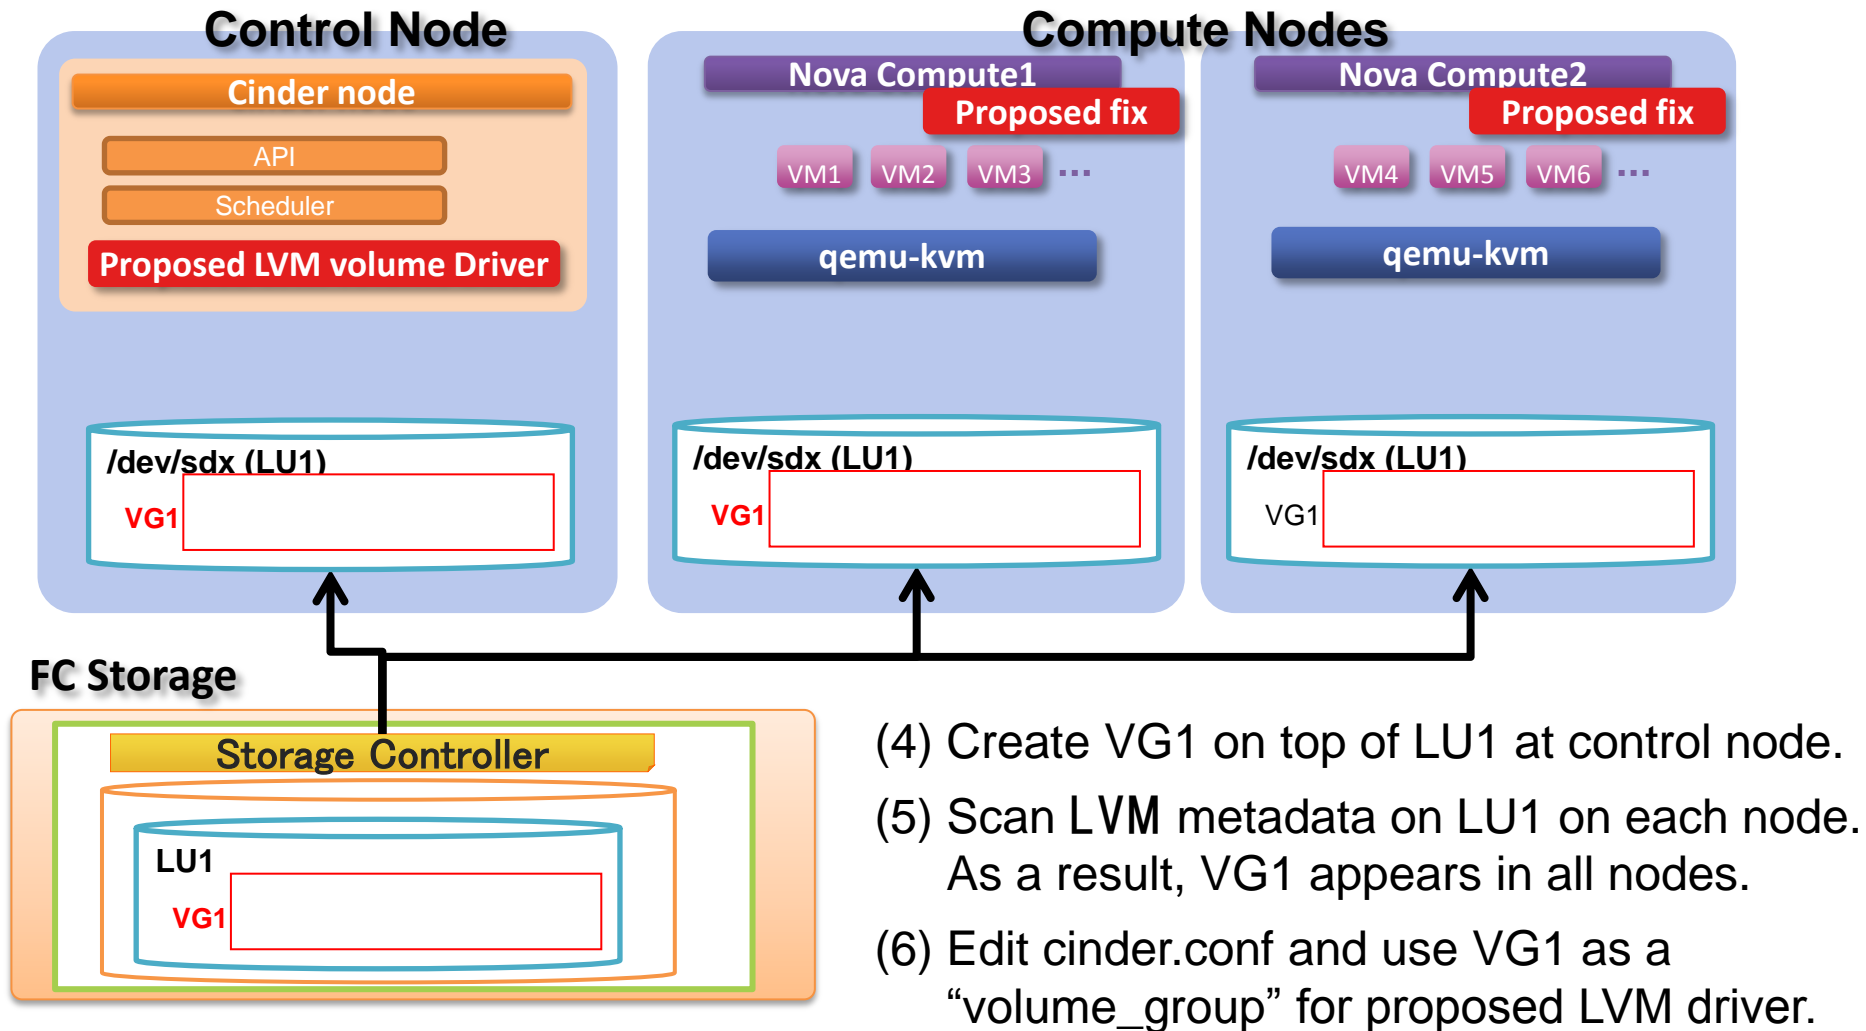 Control Node
Compute Nodes
Cinder node
API
Scheduler
Proposed LVM volume Driver
Nova Compute1
Proposed fix
VM1 VM2 VM3 ...
qemu-kvm
Nova Compute2
Proposed fix
VM4 VM5 VM6 ...
qemu-kvm
/dev/sdx (LU1)
VG1
/dev/sdx (LU1)
VG1
/dev/sdx (LU1)
VG1
FC Storage
Storage Controller
LU1
VG1
(4) Create VG1 on top of LU1 at control node.
(5) Scan LVM metadata on LU1 on each node.
As a result, VG1 appears in all nodes.
(6) Edit cinder.conf and use VG1 as a
“volume_group” for proposed LVM driver.